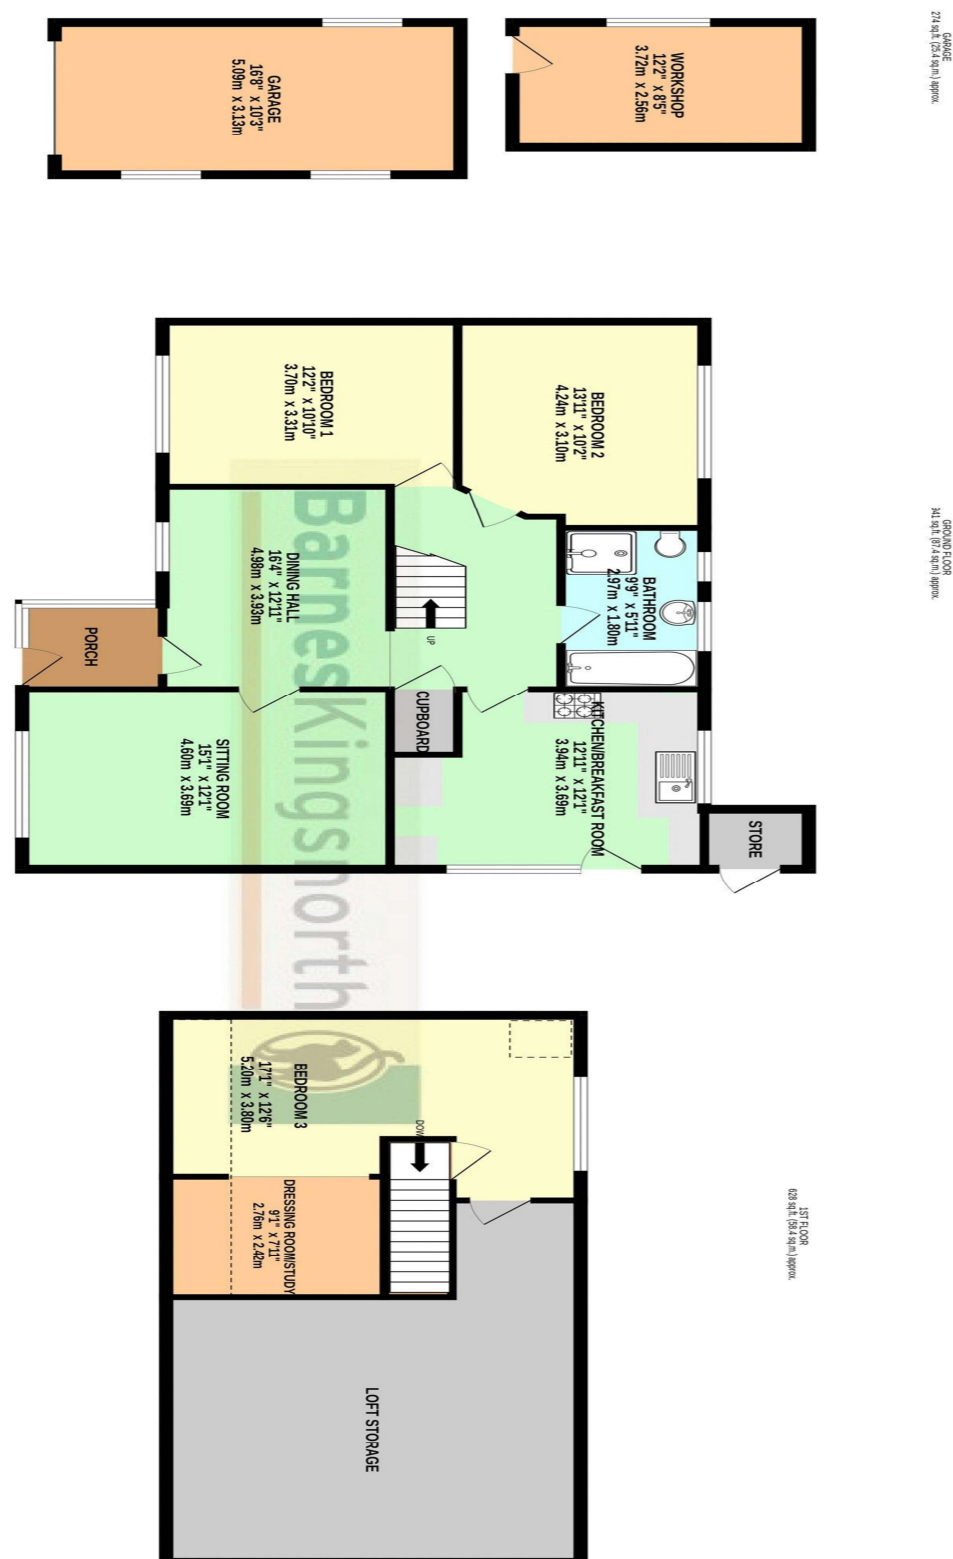 GARAGE
274 sq.ft. (25.4 sq.m.) approx.
GROUND FLOOR
941 sq.ft. (87.4 sq.m.) approx.
1ST FLOOR
628 sq.ft. (58.4 sq.m.) approx.
WORKSHOP
12'2" x 8'5"
3.72m x 2.56m
GARAGE
16'8" x 10'3"
5.09m x 3.13m
BEDROOM 2
13'11" x 10'2"
4.24m x 3.10m
BEDROOM 1
12'2" x 10'10"
3.70m x 3.31m
BATHROOM
9'9" x 5'11"
2.97m x 1.80m
DINING HALL
16'4" x 12'11"
4.98m x 3.93m
UP
PORCH
CUPBOARD
KITCHEN/BREAKFAST ROOM
12'11" x 12'1"
3.94m x 3.69m
SITTING ROOM
15'1" x 12'1"
4.60m x 3.69m
STORE
BarnesKingsnorth
BEDROOM 3
17'1" x 12'6"
5.20m x 3.80m
DOWN
DRESSING ROOM/STUDY
9'1" x 7'11"
2.76m x 2.42m
LOFT STORAGE